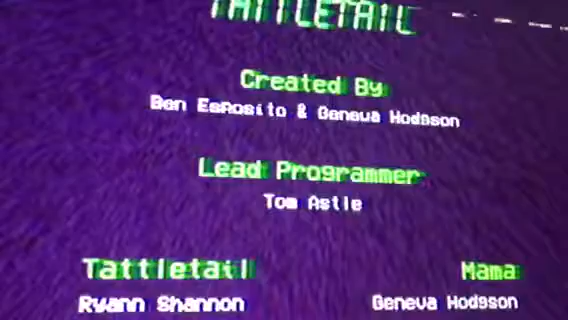 TATTLETAIL
Created By
Ben Esposito & Geneva Hodgson
Lead Programmer
Tom Astle
Tattletail Mama
Ryann Shannon Geneva Hodgson